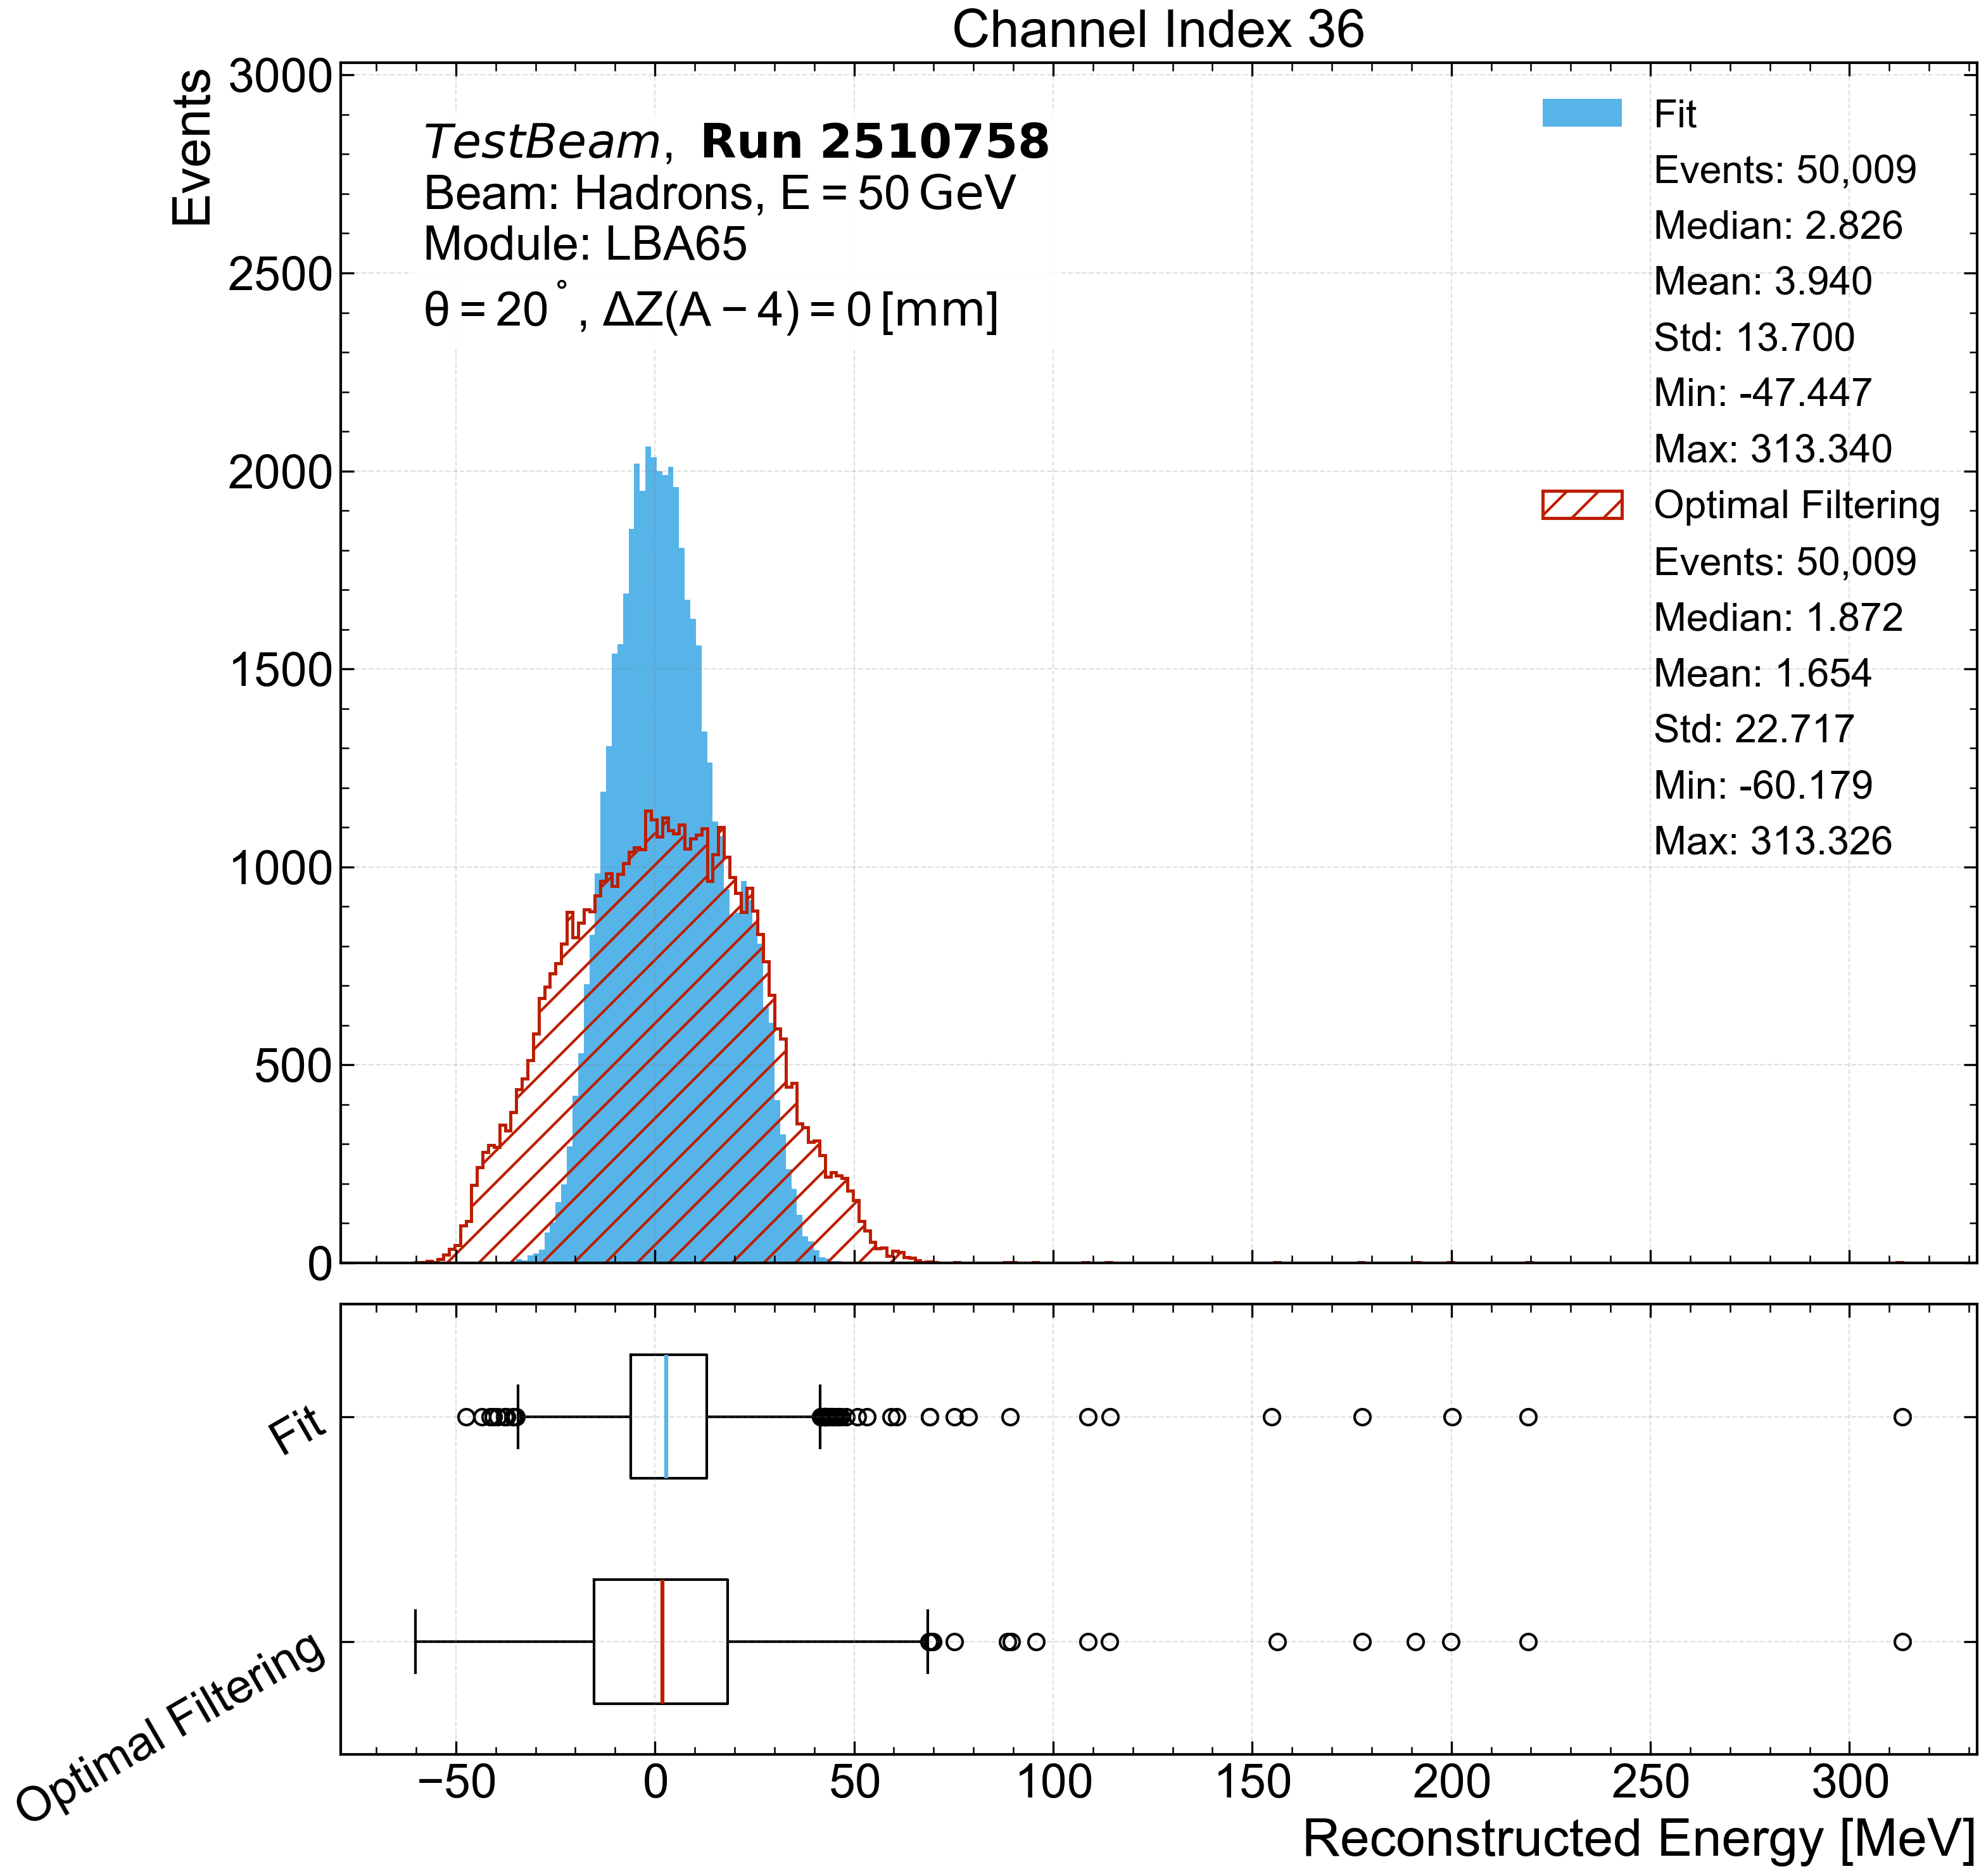 Channel Index 36
Events
3000
2500
2000
1500
1000
500
0
TestBeam, Run 2510758
Beam: Hadrons, E = 50 GeV
Module: LBA65
θ = 20°, ΔZ(A − 4) = 0 [mm]
Fit
Events: 50,009
Median: 2.826
Mean: 3.940
Std: 13.700
Min: -47.447
Max: 313.340
Optimal Filtering
Events: 50,009
Median: 1.872
Mean: 1.654
Std: 22.717
Min: -60.179
Max: 313.326
Fit
Optimal Filtering
−50 0 50 100 150 200 250 300
Reconstructed Energy [MeV]